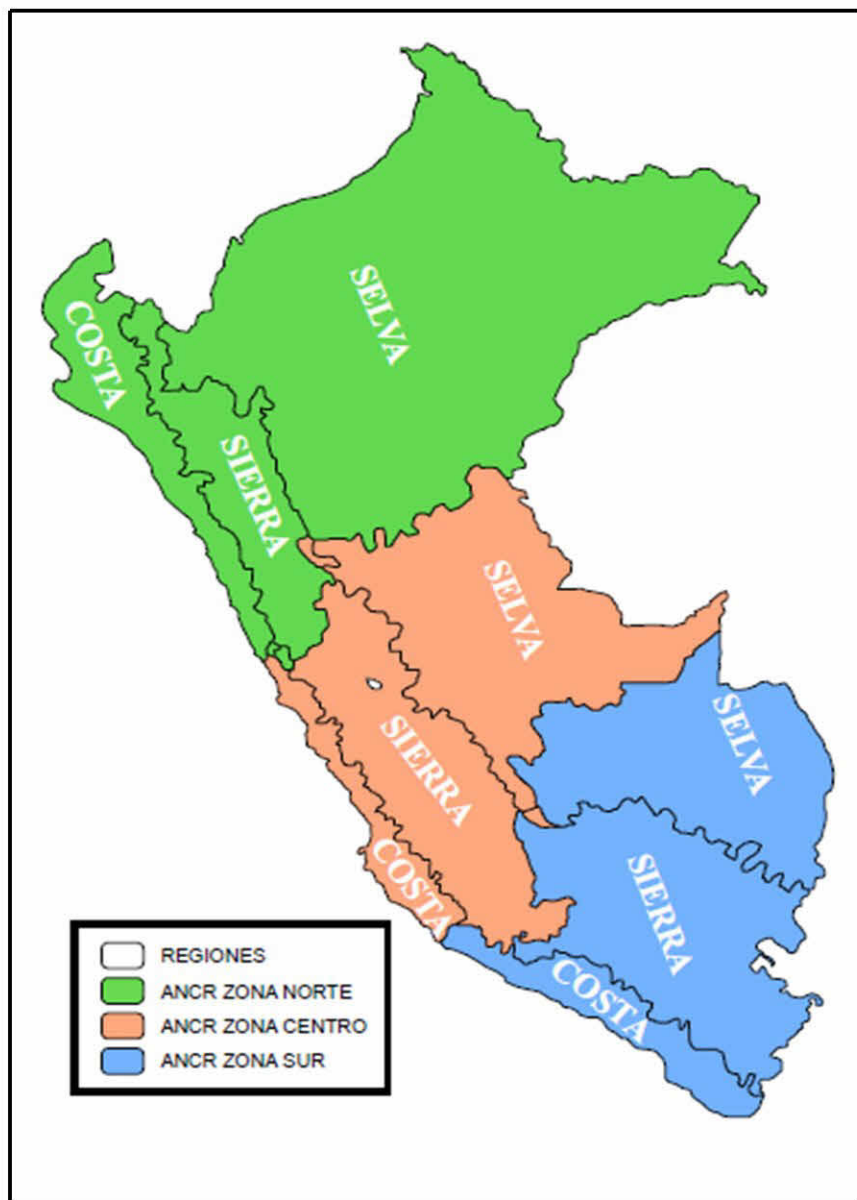 SELVA
COSTA
SIERRA
SELVA
SELVA
SIERRA
COSTA
SIERRA
COSTA
REGIONES
ANCR ZONA NORTE
ANCR ZONA CENTRO
ANCR ZONA SUR